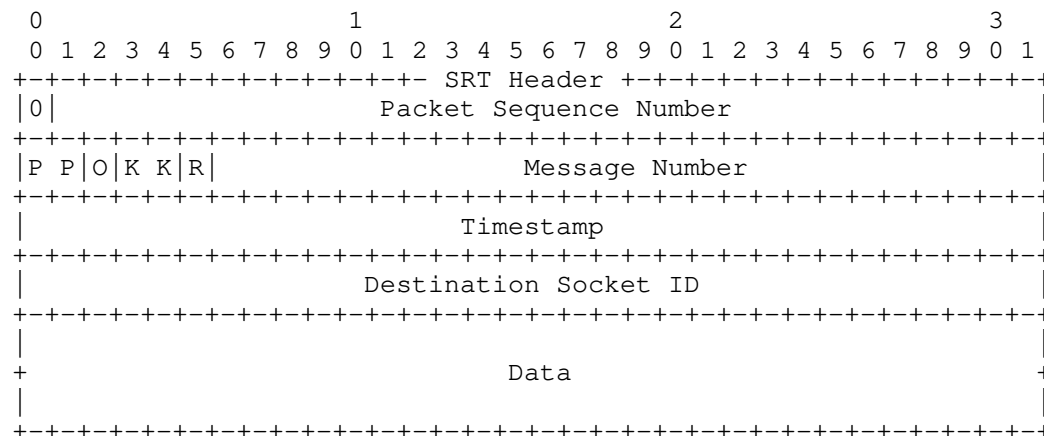 0                   1                   2                   3
 0 1 2 3 4 5 6 7 8 9 0 1 2 3 4 5 6 7 8 9 0 1 2 3 4 5 6 7 8 9 0 1
+-+-+-+-+-+-+-+-+-+-+-+-+- SRT Header +-+-+-+-+-+-+-+-+-+-+-+-+-+
|0|                    Packet Sequence Number                   |
+-+-+-+-+-+-+-+-+-+-+-+-+-+-+-+-+-+-+-+-+-+-+-+-+-+-+-+-+-+-+-+-+
|P P|O|K K|R|                   Message Number                  |
+-+-+-+-+-+-+-+-+-+-+-+-+-+-+-+-+-+-+-+-+-+-+-+-+-+-+-+-+-+-+-+-+
|                           Timestamp                           |
+-+-+-+-+-+-+-+-+-+-+-+-+-+-+-+-+-+-+-+-+-+-+-+-+-+-+-+-+-+-+-+-+
|                     Destination Socket ID                     |
+-+-+-+-+-+-+-+-+-+-+-+-+-+-+-+-+-+-+-+-+-+-+-+-+-+-+-+-+-+-+-+-+
|                                                               |
+                              Data                             +
|                                                               |
+-+-+-+-+-+-+-+-+-+-+-+-+-+-+-+-+-+-+-+-+-+-+-+-+-+-+-+-+-+-+-+-+